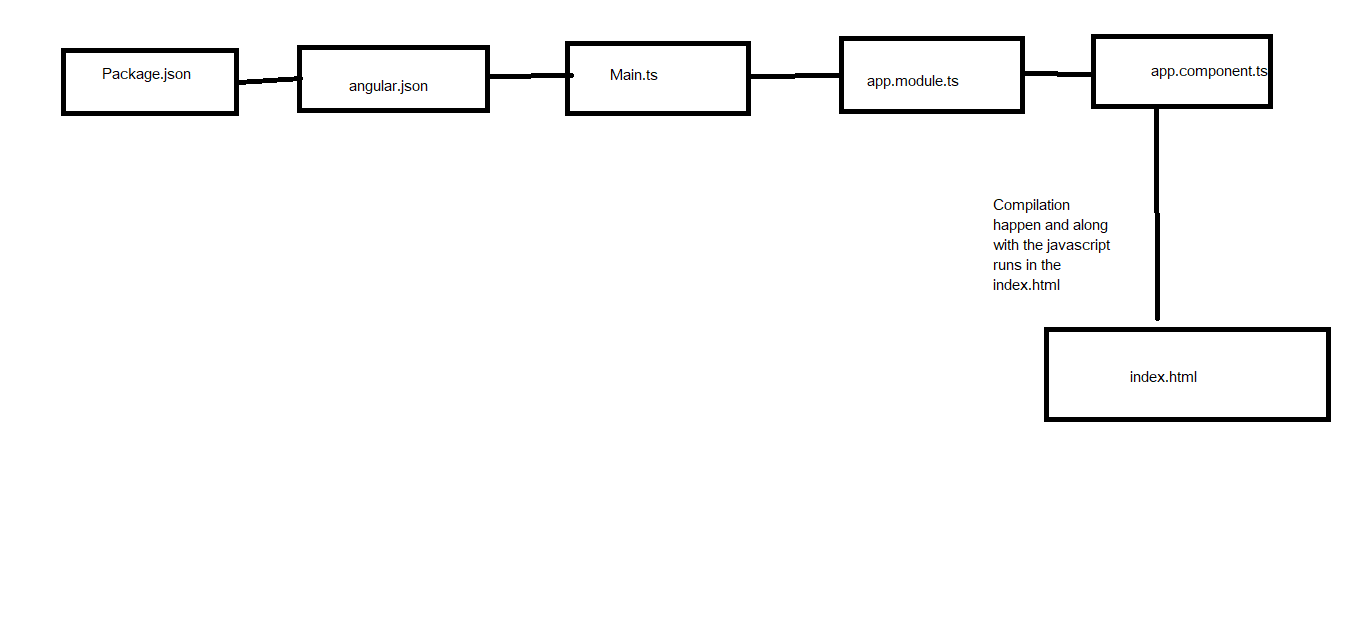 Package.json
angular.json
Main.ts
app.module.ts
app.component.ts
Compilation
happen and along
with the javascript
runs in the
index.html
index.html